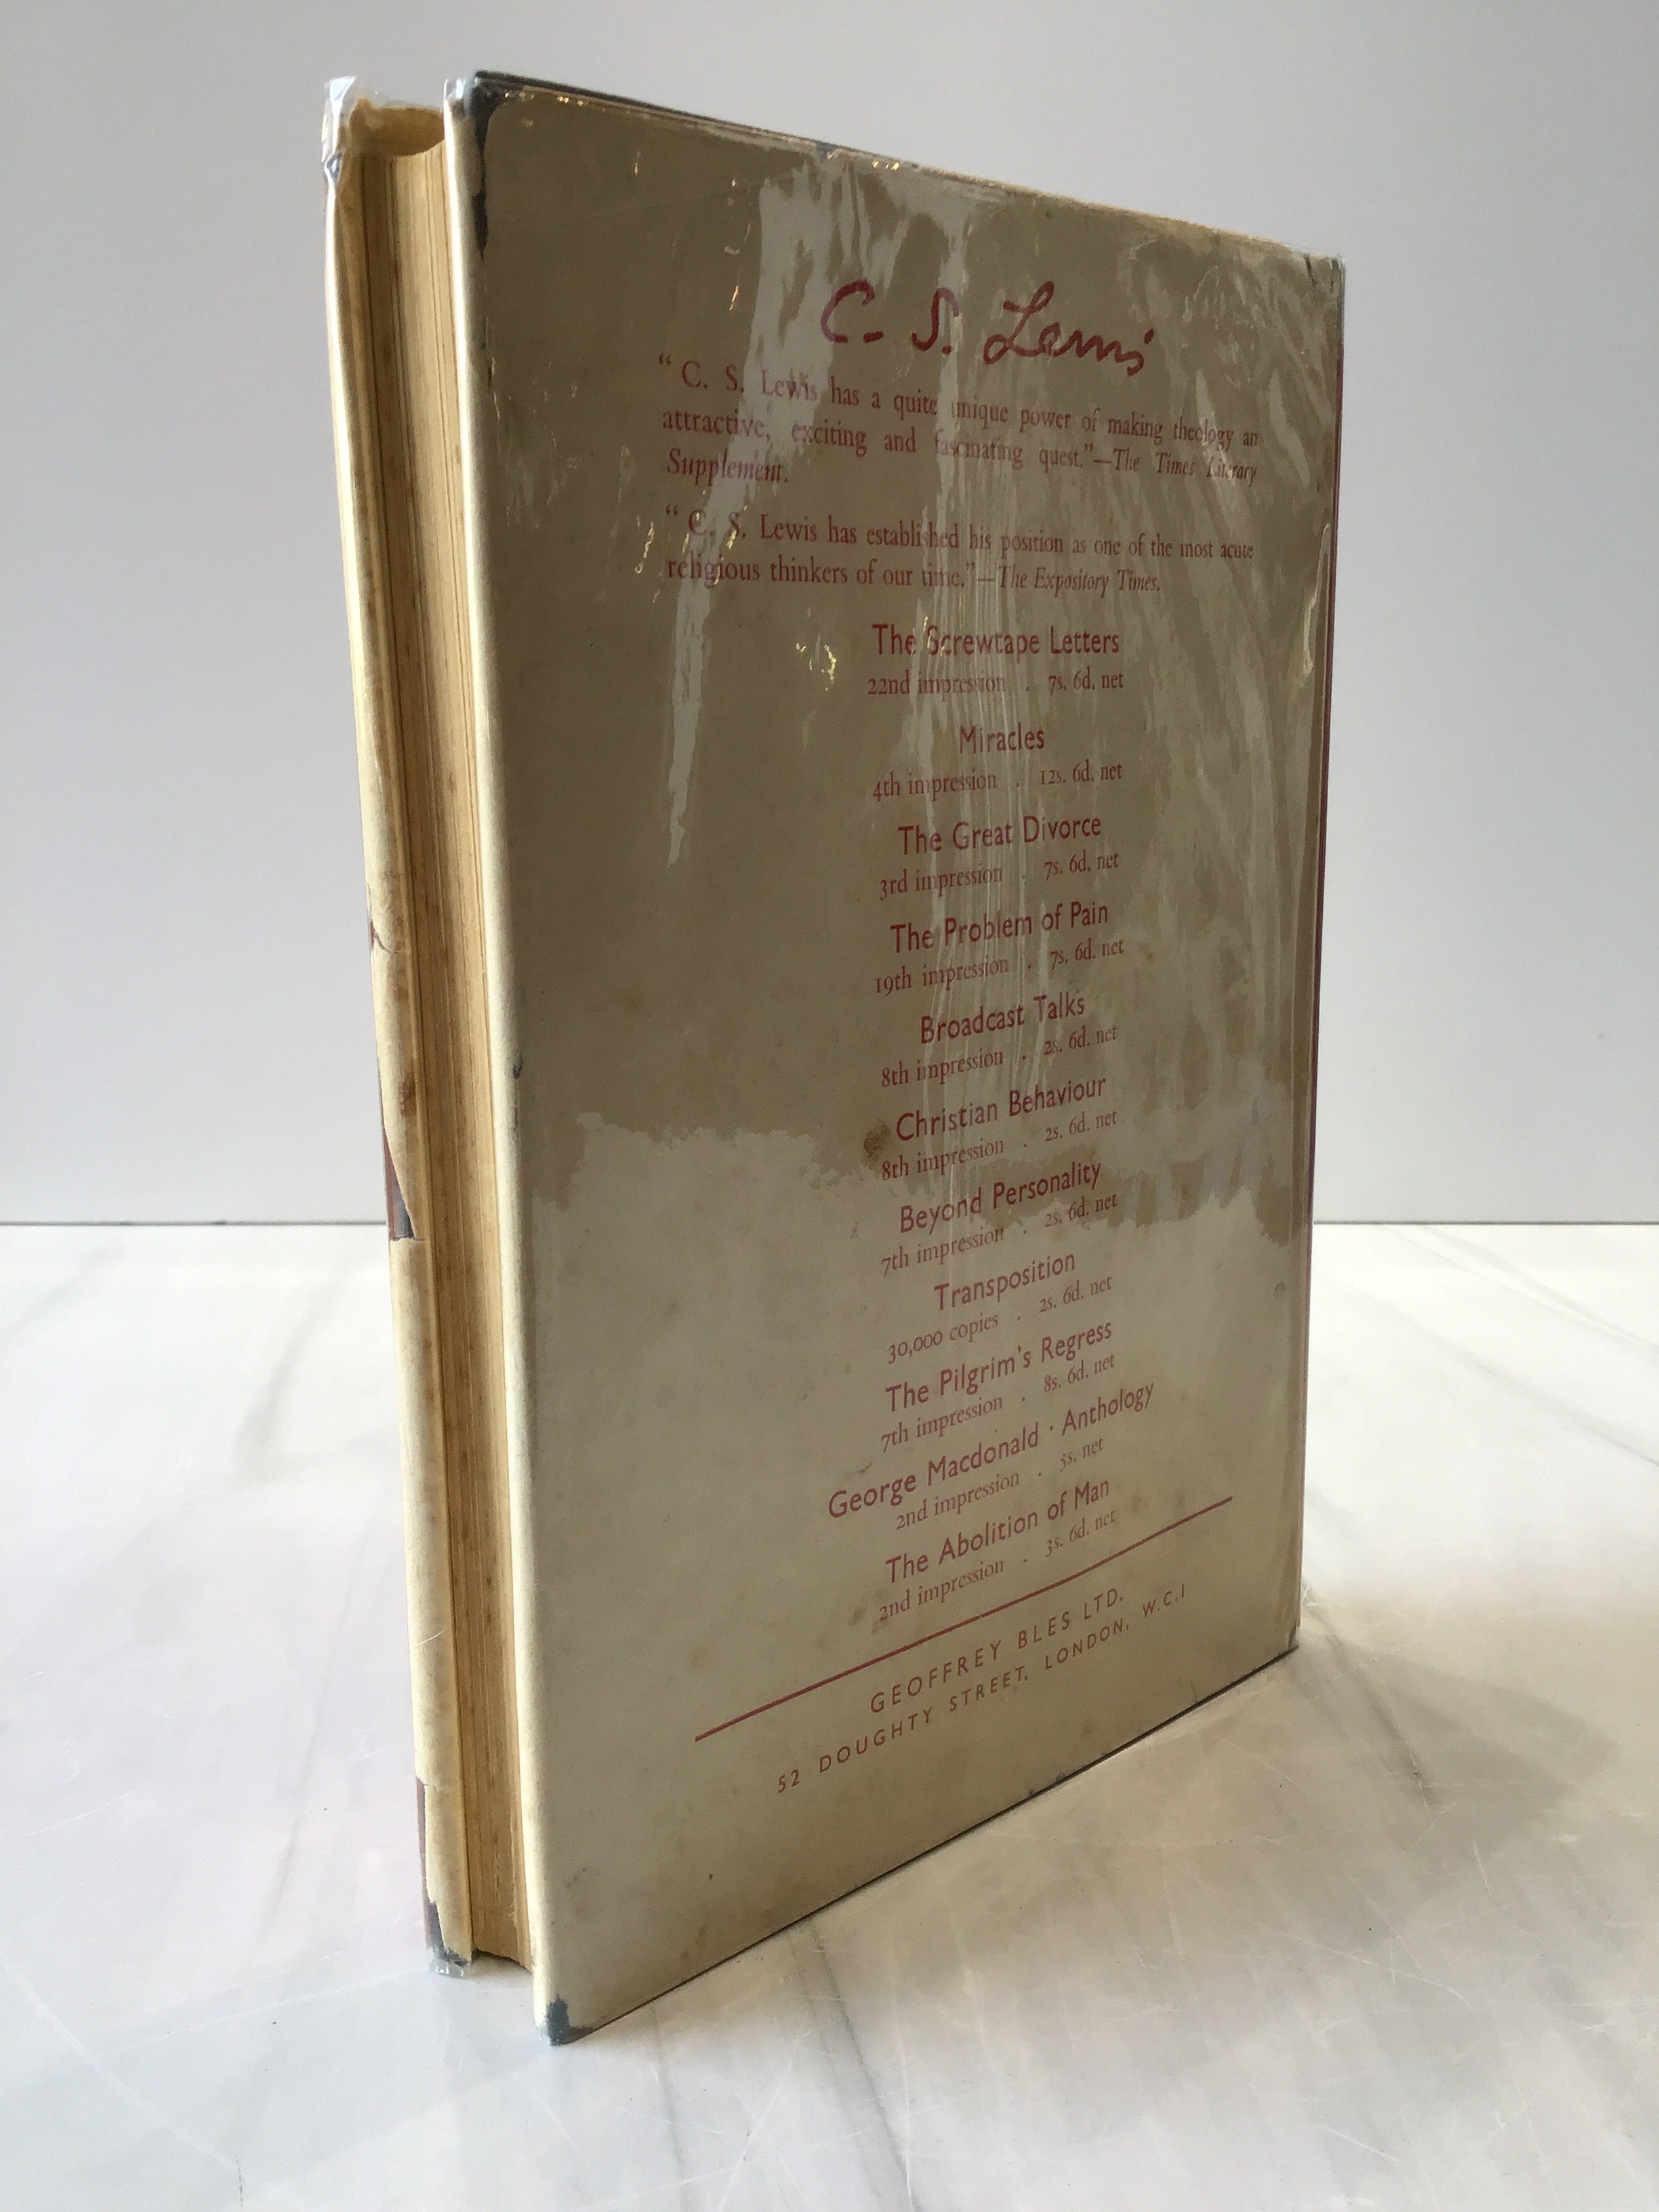 C. S. Lewis
“ C. S. Lewis has a quite unique power of making theology an
attractive, exciting and fascinating quest.”—The Times Literary
Supplement.
“ C. S. Lewis has established his position as one of the most acute
religious thinkers of our time.”—The Expository Times.
The Screwtape Letters
22nd impression . 7s. 6d. net
Miracles
4th impression . 12s. 6d. net
The Great Divorce
3rd impression . 7s. 6d. net
The Problem of Pain
19th impression . 7s. 6d. net
Broadcast Talks
8th impression . 2s. 6d. net
Christian Behaviour
8th impression . 2s. 6d. net
Beyond Personality
7th impression . 2s. 6d. net
Transposition
30,000 copies . 2s. 6d. net
The Pilgrim's Regress
7th impression . 8s. 6d. net
George Macdonald · Anthology
2nd impression . 5s. net
The Abolition of Man
2nd impression . 3s. 6d. net
GEOFFREY BLES LTD.
52 DOUGHTY STREET, LONDON, W.C.1